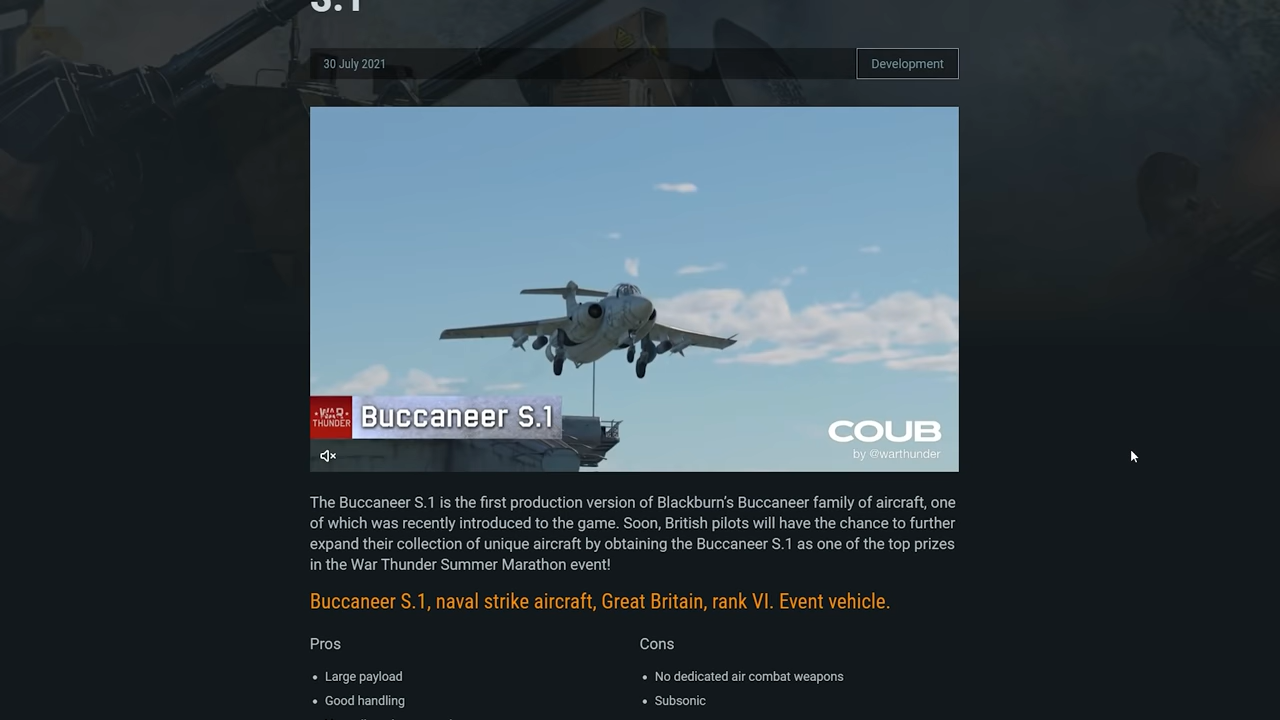 S.1
30 July 2021
Development
WAR THUNDER
Buccaneer S.1
COUB
by @warthunder
The Buccaneer S.1 is the first production version of Blackburn's Buccaneer family of aircraft, one
of which was recently introduced to the game. Soon, British pilots will have the chance to further
expand their collection of unique aircraft by obtaining the Buccaneer S.1 as one of the top prizes
in the War Thunder Summer Marathon event!
Buccaneer S.1, naval strike aircraft, Great Britain, rank VI. Event vehicle.
Pros
Cons
• Large payload
• No dedicated air combat weapons
• Good handling
• Subsonic